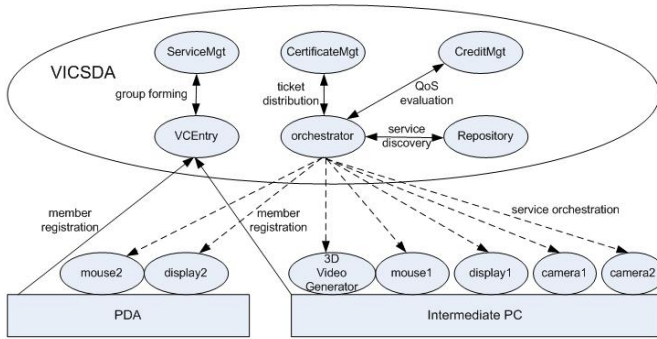 VICSDA
ServiceMgt
CertificateMgt
CreditMgt
group forming
ticket
distribution
QoS
evaluation
VCEntry
orchestrator
service
discovery
Repository
member
registration
member
registration
service orchestration
mouse2
display2
3D
Video
Generator
mouse1
display1
camera1
camera2
PDA
Intermediate PC